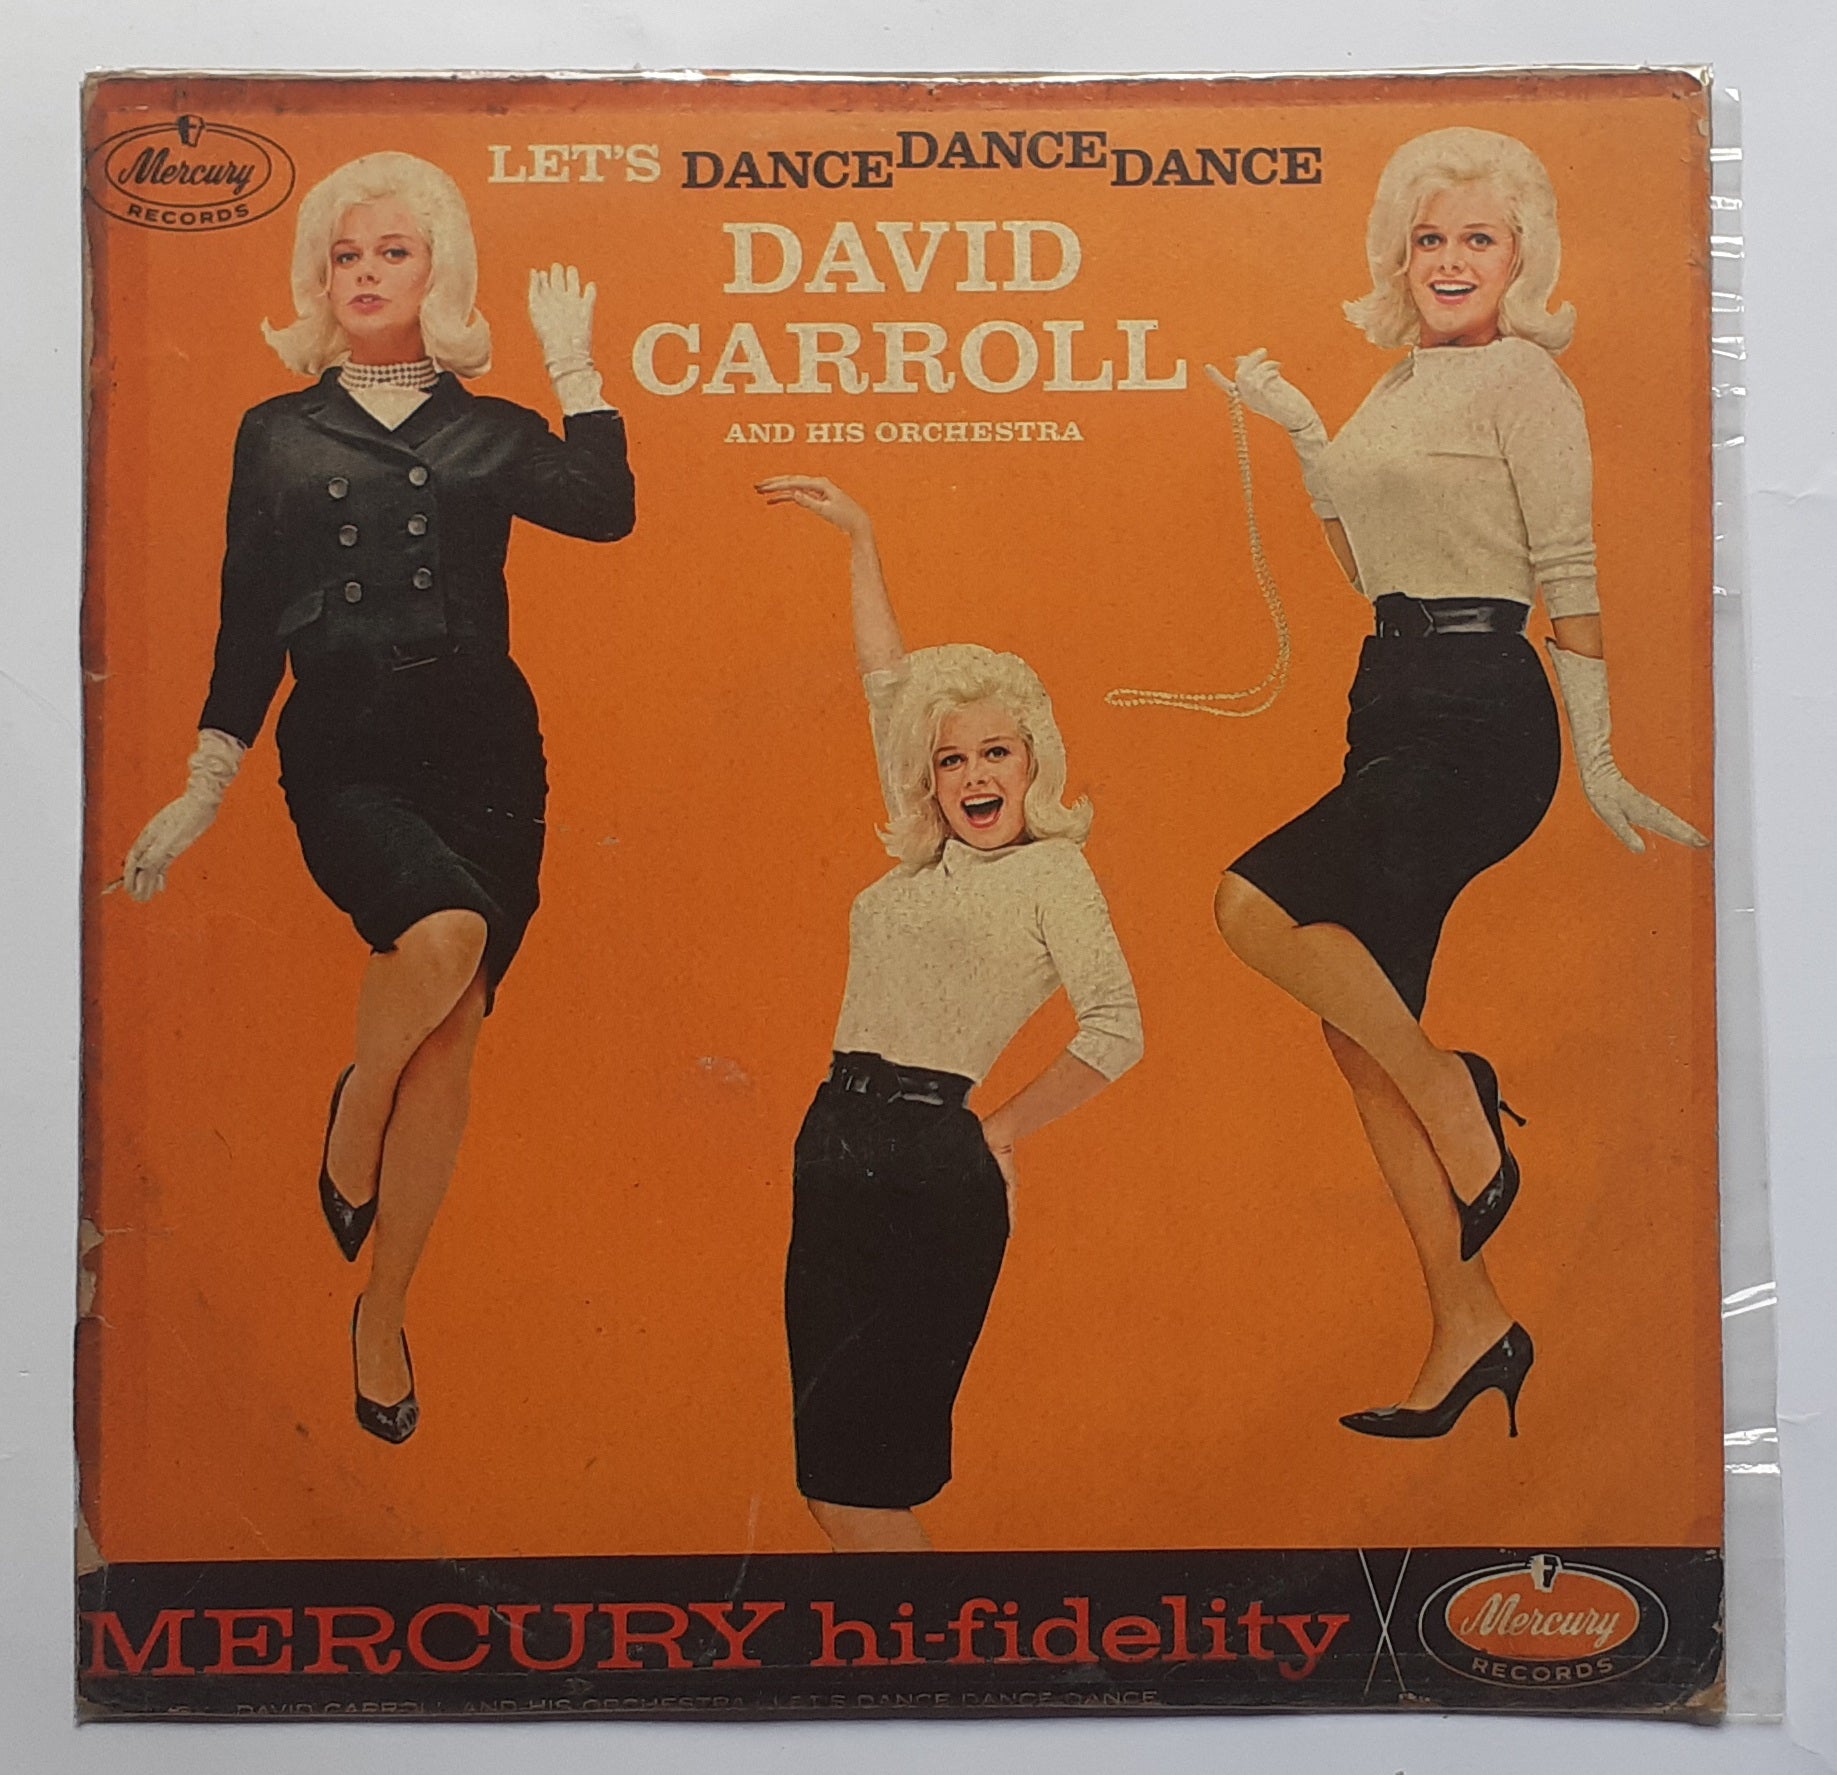 Mercury
RECORDS
LET'S DANCE DANCE DANCE
DAVID
CARROLL
AND HIS ORCHESTRA
MERCURY hi-fidelity
Mercury
RECORDS
DAVID CARROLL AND HIS ORCHESTRA / LET'S DANCE DANCE DANCE